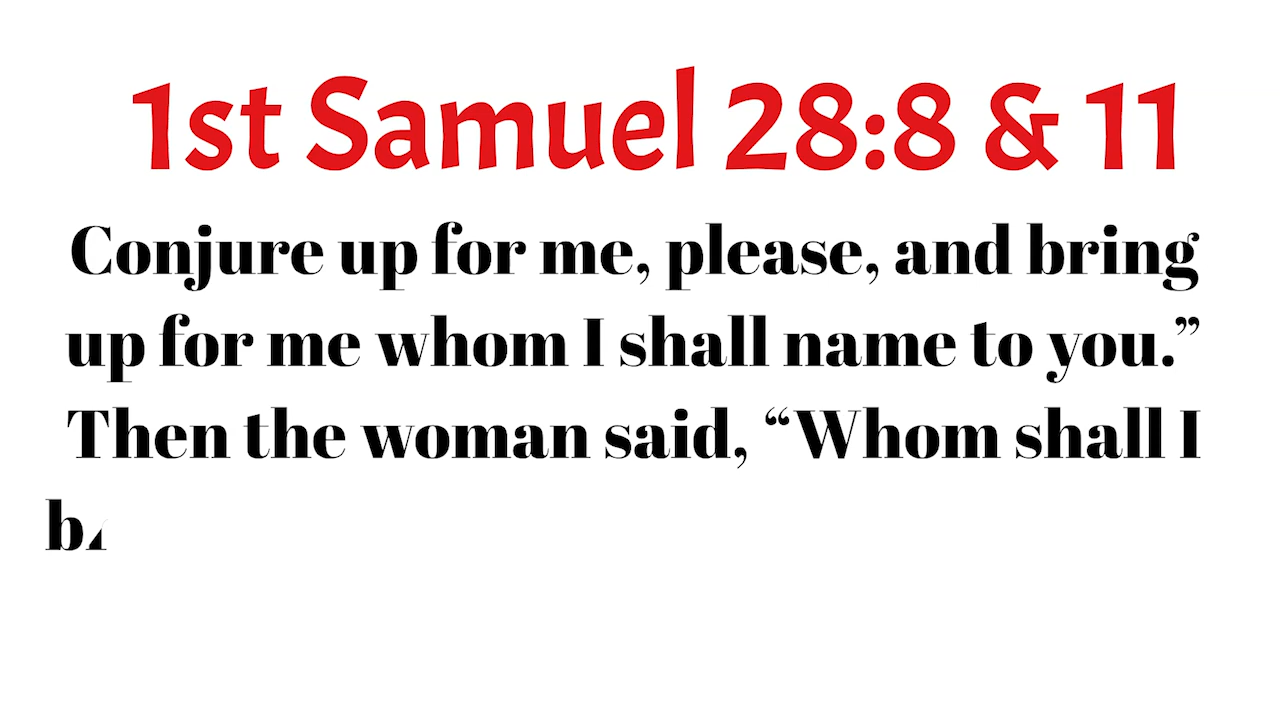 1st Samuel 28:8 & 11
Conjure up for me, please, and bring
up for me whom I shall name to you.”
Then the woman said, “Whom shall I